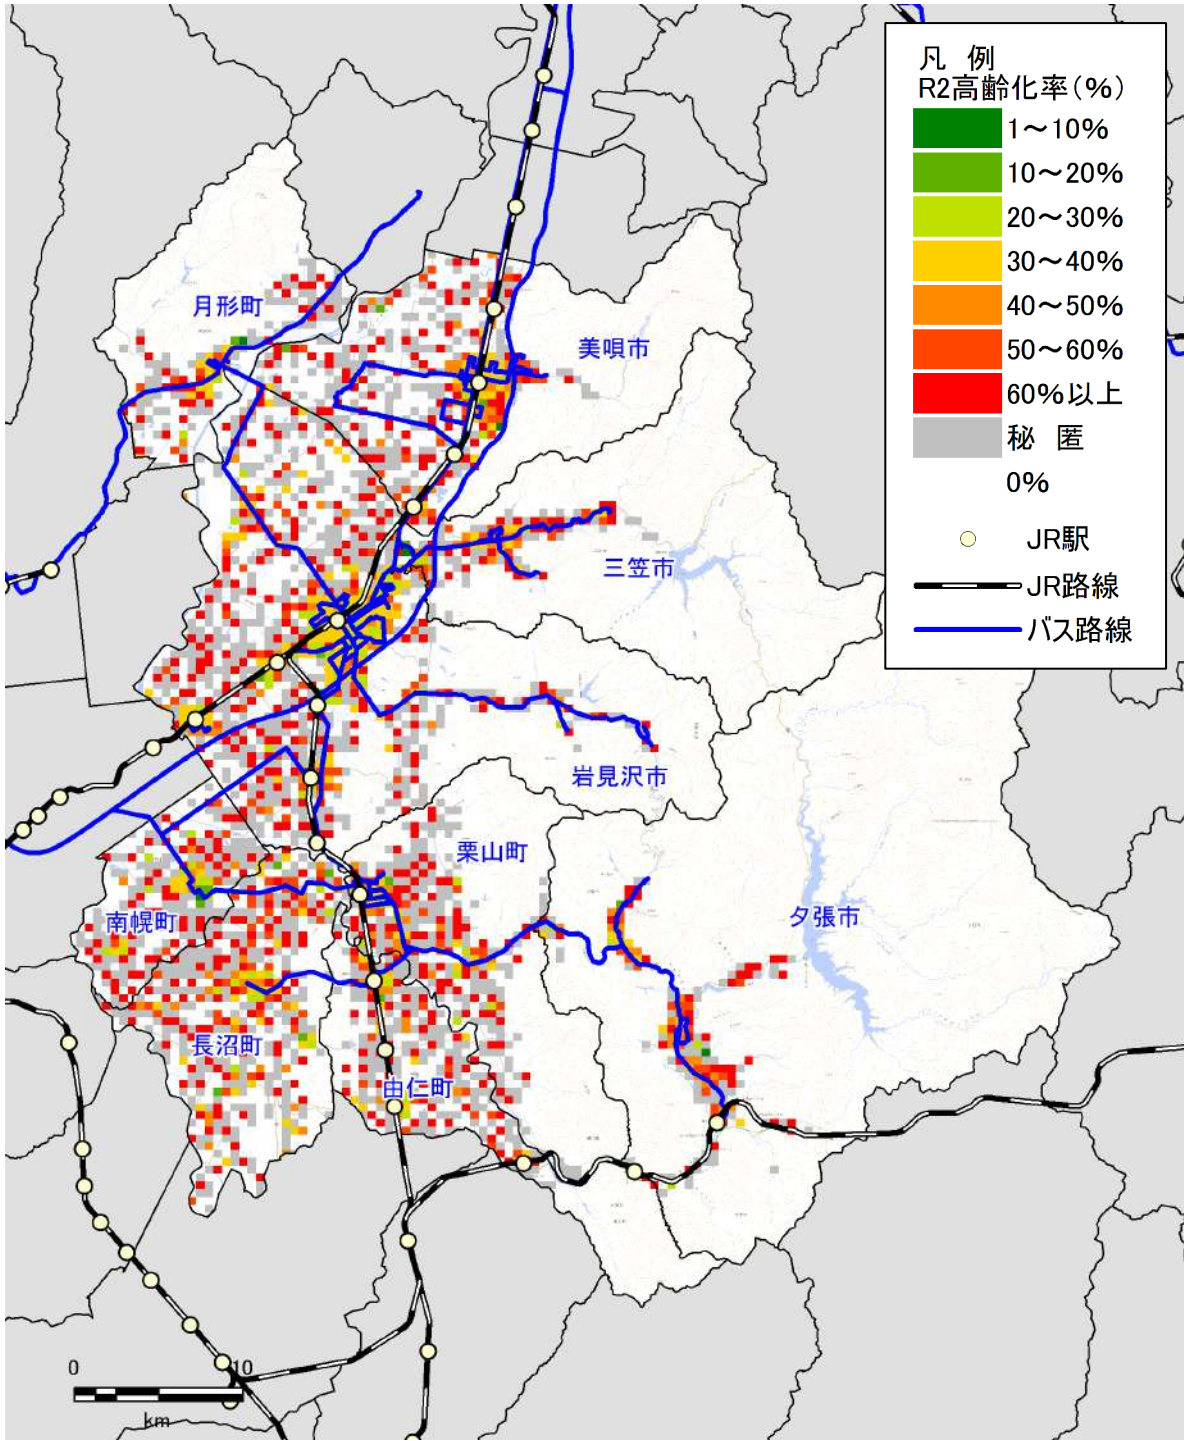 凡 例
R2高齢化率(%)
1～10%
10～20%
20～30%
30～40%
40～50%
50～60%
60%以上
秘 匿
0%
JR駅
JR路線
バス路線
月形町
美唄市
三笠市
岩見沢市
栗山町
夕張市
南幌町
長沼町
由仁町
0 10
km